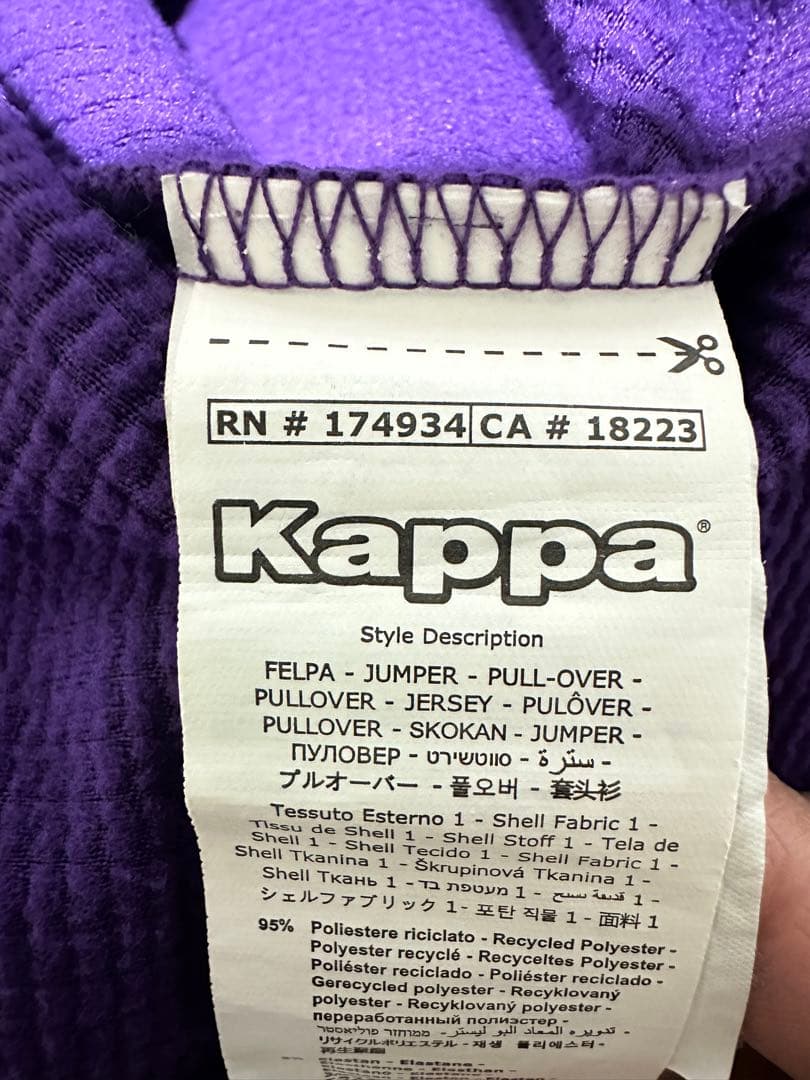 RN # 174934 CA # 18223
Kappa®
Style Description
FELPA - JUMPER - PULL-OVER -
PULLOVER - JERSEY - PULÔVER -
PULLOVER - SKOKAN - JUMPER -
ПУЛОВЕР - סווטשירט - سترة -
プルオーバー - 풀오버 - 套头衫
Tessuto Esterno 1 - Shell Fabric 1 -
Tissu de Shell 1 - Shell Stoff 1 - Tela de
Shell 1 - Shell Tecido 1 - Shell Fabric 1 -
Shell Tkanina 1 - Škrupinová Tkanina 1 -
Shell Ткань 1 - מעטפת בד 1 - 1 -
シェルファブリック 1- 포탄 직물 1 - 面料 1
95% Poliestere riciclato - Recycled Polyester -
Polyester recyclé - Recyceltes Polyester -
Poliéster reciclado - Poliéster reciclado -
Gerecycled polyester - Recyklovaný
polyester - Recyklovaný polyester -
переработанный полиэстер -
ממוחזר פוליאסטר -
リサイクルポリエステル - 재생 폴리에스터 -
再生聚酯
Elastan - Elastane -